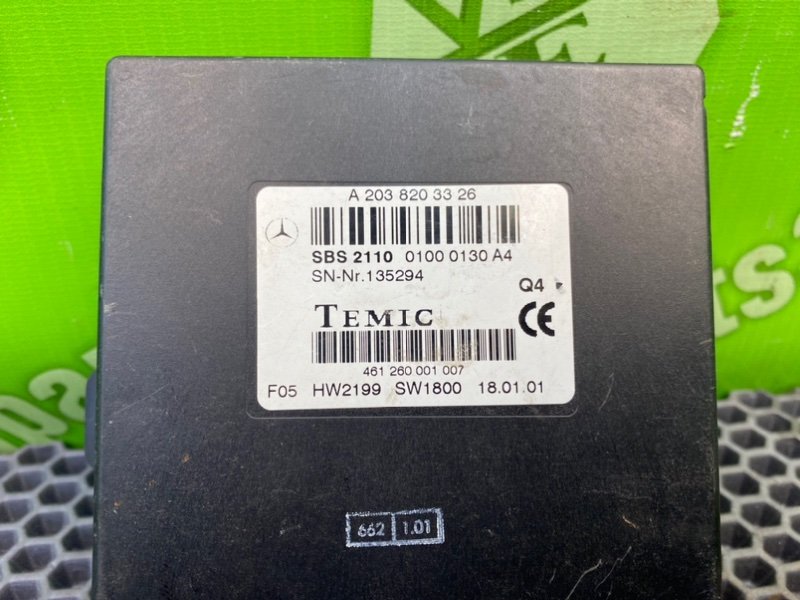 A 203 820 33 26
SBS 2110 0100 0130 A4
SN-Nr.135294
Q4
TEMIC
CE
461 260 001 007
F05 HW2199 SW1800 18.01.01
662 1.01